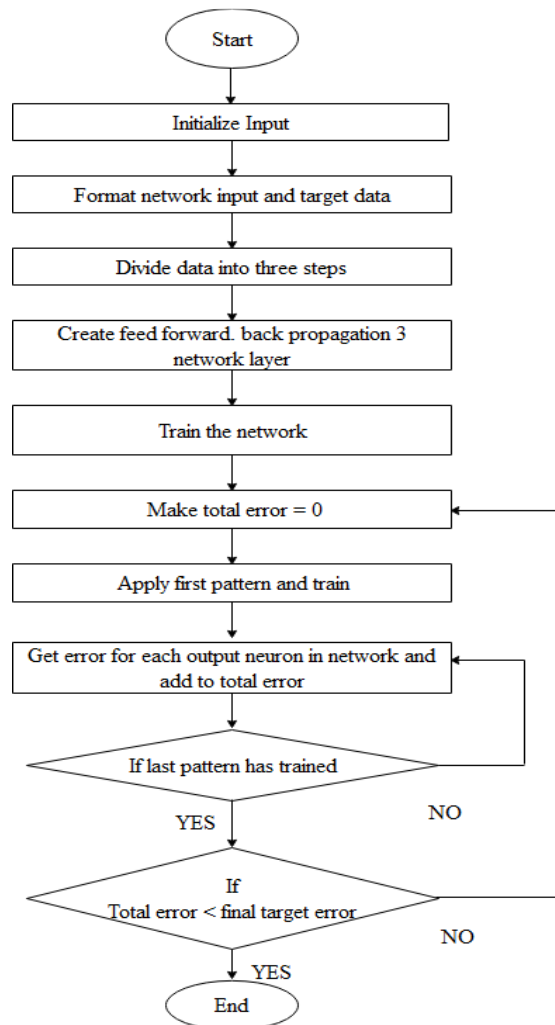 Start
Initialize Input
Format network input and target data
Divide data into three steps
Create feed forward. back propagation 3
network layer
Train the network
Make total error = 0
Apply first pattern and train
Get error for each output neuron in network and
add to total error
If last pattern has trained
NO
YES
If
Total error < final target error
NO
YES
End